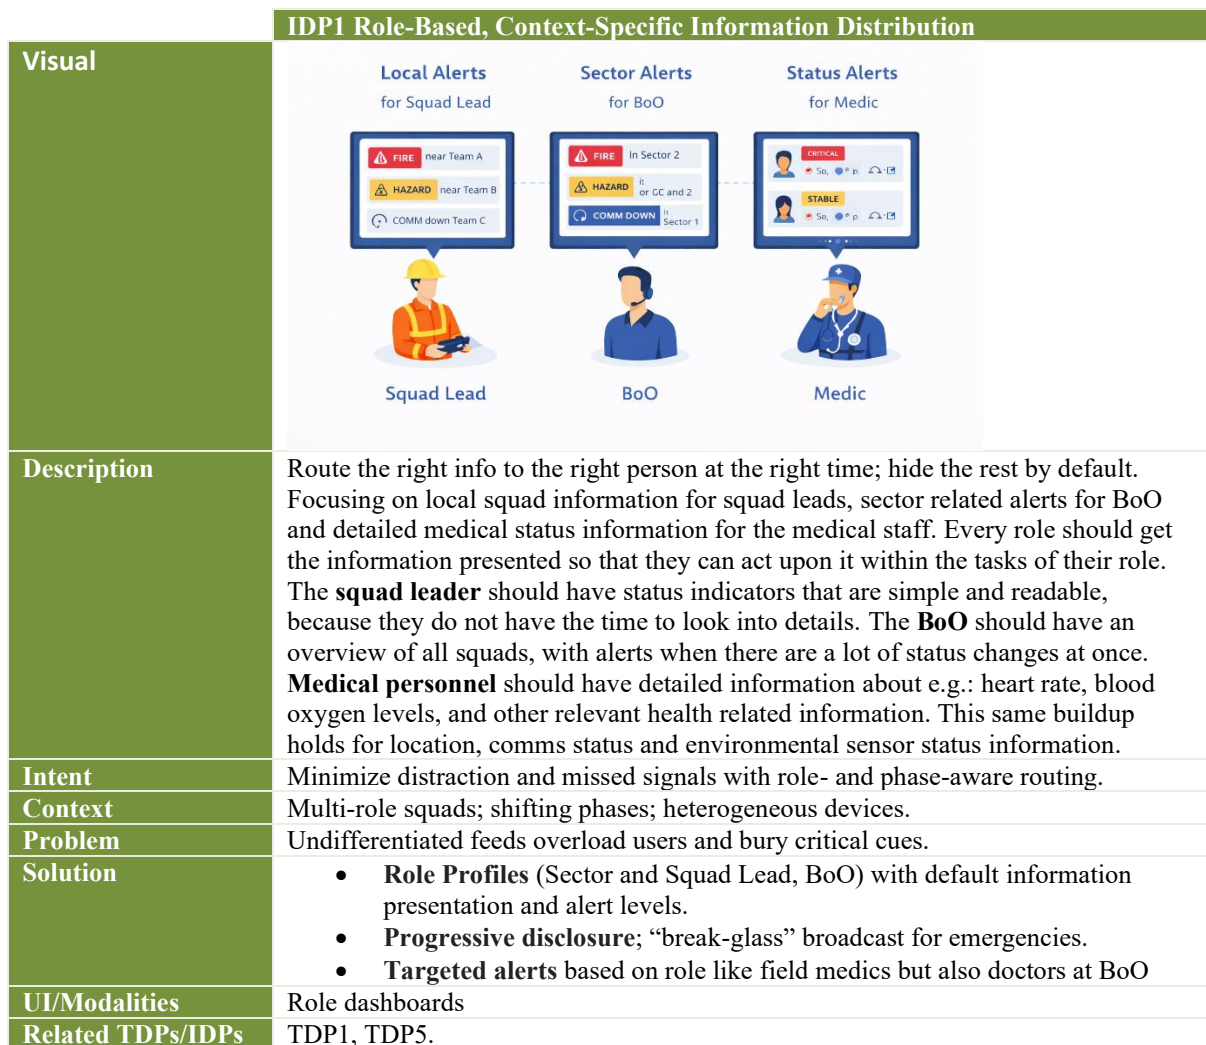 IDP1 Role-Based, Context-Specific Information Distribution
Visual
Local Alerts
for Squad Lead
Sector Alerts
for BoO
Status Alerts
for Medic
FIRE near Team A
HAZARD near Team B
COMM down Team C
FIRE In Sector 2
HAZARD it
or GC and 2
COMM DOWN it
Sector 1
CRITICAL
So, p
STABLE
So, p
Squad Lead
BoO
Medic
Description
Route the right info to the right person at the right time; hide the rest by default.
Focusing on local squad information for squad leads, sector related alerts for BoO
and detailed medical status information for the medical staff. Every role should get
the information presented so that they can act upon it within the tasks of their role.
The squad leader should have status indicators that are simple and readable,
because they do not have the time to look into details. The BoO should have an
overview of all squads, with alerts when there are a lot of status changes at once.
Medical personnel should have detailed information about e.g.: heart rate, blood
oxygen levels, and other relevant health related information. This same buildup
holds for location, comms status and environmental sensor status information.
Intent
Minimize distraction and missed signals with role- and phase-aware routing.
Context
Multi-role squads; shifting phases; heterogeneous devices.
Problem
Undifferentiated feeds overload users and bury critical cues.
Solution
• Role Profiles (Sector and Squad Lead, BoO) with default information
presentation and alert levels.
• Progressive disclosure; “break-glass” broadcast for emergencies.
• Targeted alerts based on role like field medics but also doctors at BoO
UI/Modalities
Role dashboards
Related TDPs/IDPs
TDP1, TDP5.